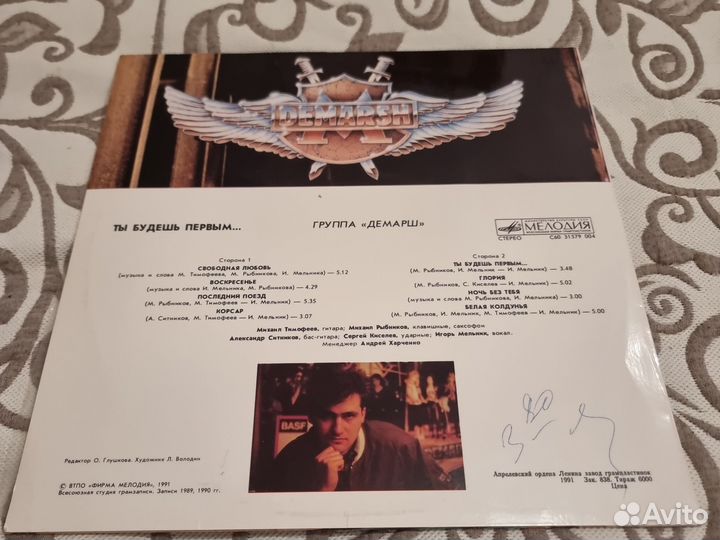 DEMARSH
ТЫ БУДЕШЬ ПЕРВЫМ...
ГРУППА «ДЕМАРШ»
МЕЛОДИЯ
СТЕРЕО
С60 31579 004
Сторона 1
СВОБОДНАЯ ЛЮБОВЬ
(музыка и слова М. Тимофеева, М. Рыбникова, И. Мельника) — 5.12
ВОСКРЕСЕНЬЕ
(музыка и слова И. Мельника, М. Рыбникова) — 4.29
ПОСЛЕДНИЙ ПОЕЗД
(М. Рыбников, М. Тимофеев — И. Мельник) — 5.35
КОРСАР
(А. Ситников, М. Тимофеев — И. Мельник) — 3.07
Сторона 2
ТЫ БУДЕШЬ ПЕРВЫМ...
(М. Рыбников, И. Мельник — И. Мельник) — 3.48
ГЛОРИЯ
(М. Рыбников, С. Киселев — И. Мельник) — 5.02
НОЧЬ БЕЗ ТЕБЯ
(музыка и слова М. Рыбникова) — 3.00
БЕЛАЯ КОЛДУНЬЯ
(М. Рыбников, И. Мельник, М. Тимофеев — И. Мельник) — 5.00
Михаил Тимофеев, гитара; Михаил Рыбников, клавишные, саксофон
Александр Ситников, бас-гитара; Сергей Киселев, ударные; Игорь Мельник, вокал.
Менеджер Андрей Харченко
BASF
Редактор О. Глушкова. Художник Л. Володин
© ВТПО «ФИРМА МЕЛОДИЯ», 1991
Всесоюзная студия грамзаписи. Записи 1989, 1990 гг.
Апрелевский ордена Ленина завод грампластинок
1991 Зак. 838. Тираж 6000
Цена
Avito